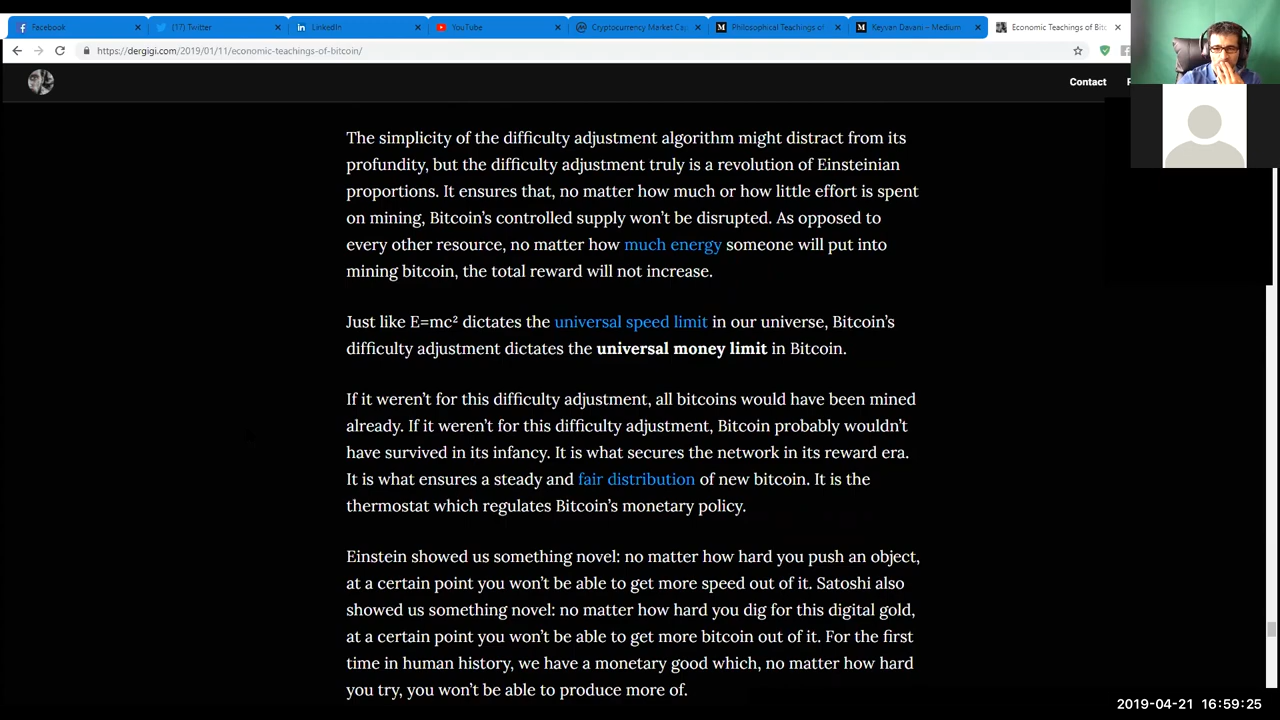 Facebook
(17) Twitter
LinkedIn
YouTube
Cryptocurrency Market Ca
Philosophical Teachings of
Keyvan Davani – Medium
Economic Teachings of Bitc
https://dergigi.com/2019/01/11/economic-teachings-of-bitcoin/
Contact
The simplicity of the difficulty adjustment algorithm might distract from its
profundity, but the difficulty adjustment truly is a revolution of Einsteinian
proportions. It ensures that, no matter how much or how little effort is spent
on mining, Bitcoin’s controlled supply won’t be disrupted. As opposed to
every other resource, no matter how much energy someone will put into
mining bitcoin, the total reward will not increase.
Just like E=mc² dictates the universal speed limit in our universe, Bitcoin’s
difficulty adjustment dictates the universal money limit in Bitcoin.
If it weren’t for this difficulty adjustment, all bitcoins would have been mined
already. If it weren’t for this difficulty adjustment, Bitcoin probably wouldn’t
have survived in its infancy. It is what secures the network in its reward era.
It is what ensures a steady and fair distribution of new bitcoin. It is the
thermostat which regulates Bitcoin’s monetary policy.
Einstein showed us something novel: no matter how hard you push an object,
at a certain point you won’t be able to get more speed out of it. Satoshi also
showed us something novel: no matter how hard you dig for this digital gold,
at a certain point you won’t be able to get more bitcoin out of it. For the first
time in human history, we have a monetary good which, no matter how hard
you try, you won’t be able to produce more of.
2019-04-21 16:59:25